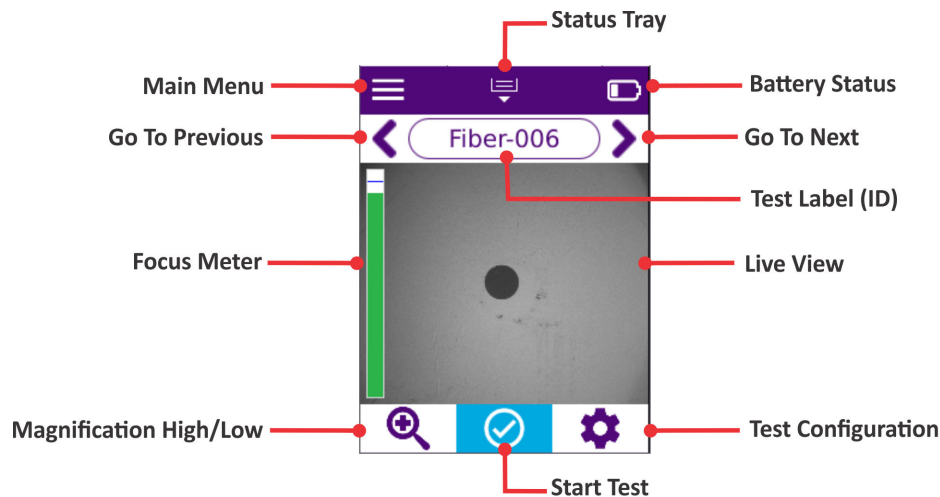 Status Tray
Main Menu
Battery Status
Go To Previous
Fiber-006
Go To Next
Test Label (ID)
Focus Meter
Live View
Magnification High/Low
Test Configuration
Start Test